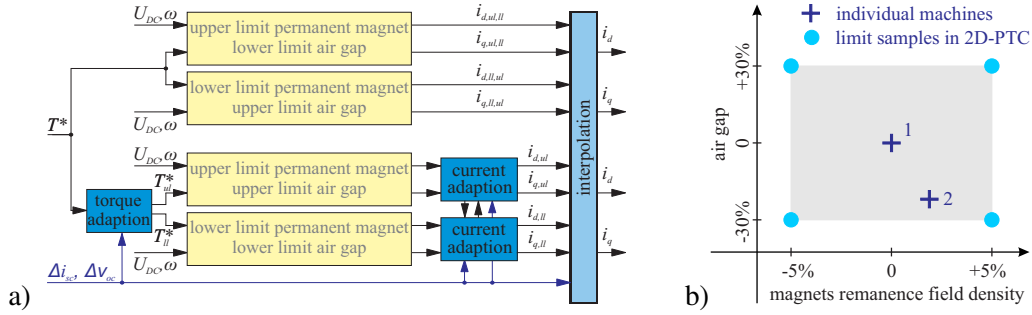 U_DC, ω
upper limit permanent magnet
lower limit air gap
i_d,ul,ll
i_q,ul,ll
i_d
lower limit permanent magnet
upper limit air gap
i_d,ll,ul
i_q,ll,ul
i_q
U_DC, ω
T*
U_DC, ω
upper limit permanent magnet
upper limit air gap
T*_ul
current
adaption
i_d,ul
i_q,ul
i_d
torque
adaption
lower limit permanent magnet
lower limit air gap
T*_ll
U_DC, ω
current
adaption
i_d,ll
i_q,ll
i_q
Δi_sc, Δv_oc
interpolation
a)
individual machines
limit samples in 2D-PTC
+30%
0
-30%
air gap
1
2
-5%
0
+5%
magnets remanence field density
b)